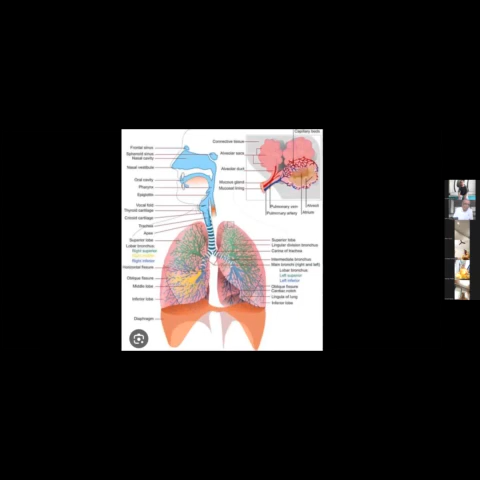 Capillary beds
Connective tissue
Alveolar sacs
Alveolar duct
Mucous gland
Mucosal lining
Pulmonary vein
Pulmonary artery
Alveoli
Atrium
Frontal sinus
Sphenoid sinus
Nasal cavity
Nasal vestibule
Oral cavity
Pharynx
Epiglottis
Vocal fold
Thyroid cartilage
Cricoid cartilage
Trachea
Apex
Superior lobe
Lobar bronchus:
Right superior
Right middle
Right inferior
Horizontal fissure
Oblique fissure
Middle lobe
Inferior lobe
Diaphragm
Superior lobe
Lingular division bronchus
Carina of trachea
Intermediate bronchus
Main bronchi (right and left)
Lobar bronchus:
Left superior
Left inferior
Oblique fissure
Cardiac notch
Lingula of lung
Inferior lobe